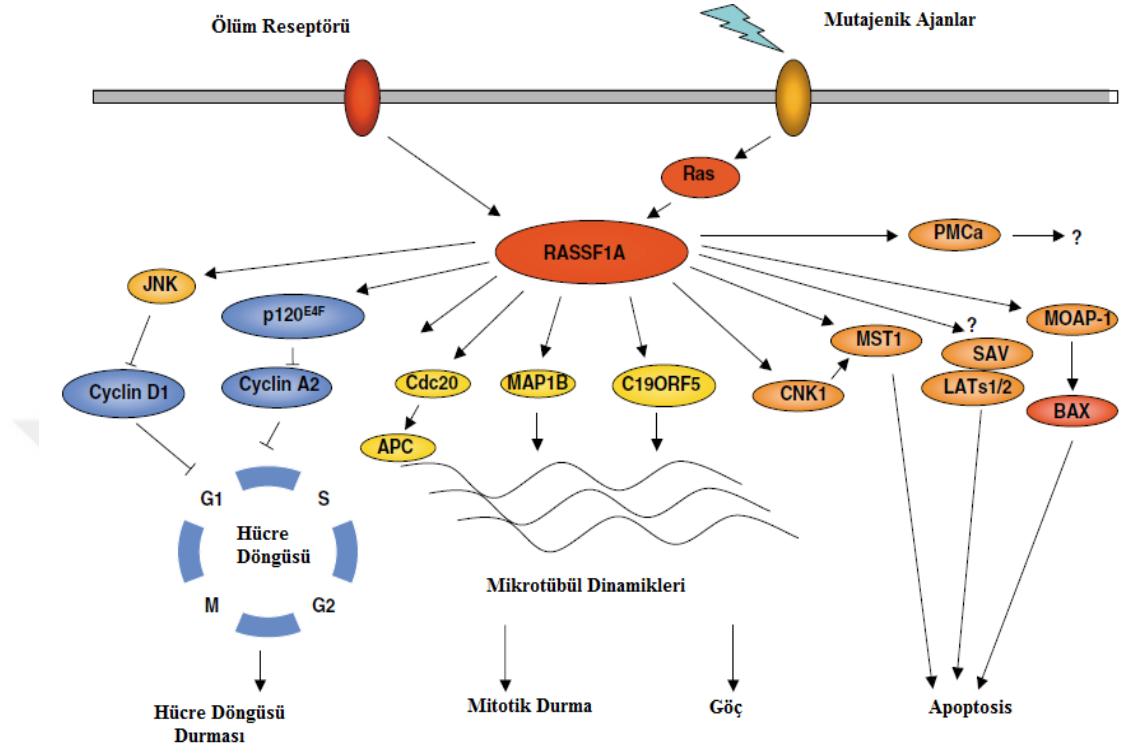 Ölüm Reseptörü
Mutajenik Ajanlar
Ras
RASSF1A
PMCa
?
JNK
p120E4F
MOAP-1
?
MST1
SAV
Cyclin D1
Cyclin A2
Cdc20
MAP1B
C19ORF5
CNK1
LATs1/2
BAX
APC
G1
S
Hücre
Döngüsü
M
G2
Mikrotübül Dinamikleri
Hücre Döngüsü
Durması
Mitotik Durma
Göç
Apoptosis